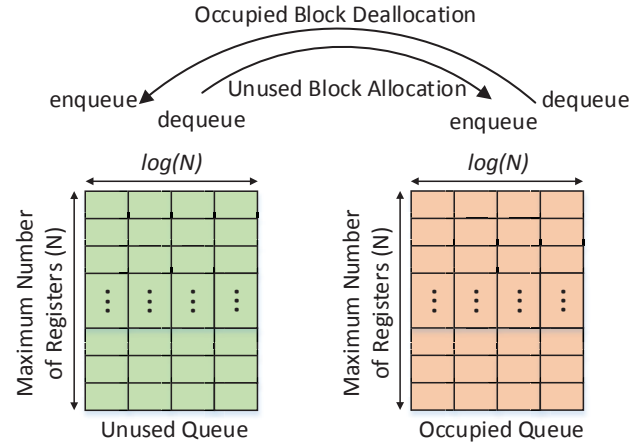 Occupied Block Deallocation
Unused Block Allocation
enqueue
dequeue
enqueue
dequeue
log(N)
log(N)
Maximum Number
of Registers (N)
Maximum Number
of Registers (N)
Unused Queue
Occupied Queue